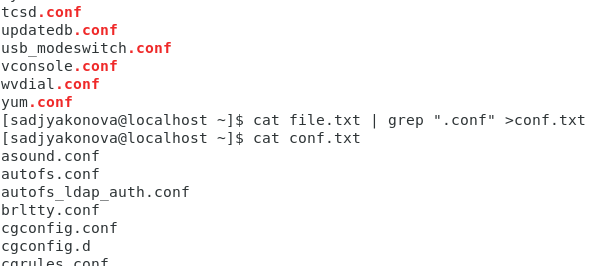 tcsd.conf
updatedb.conf
usb_modeswitch.conf
vconsole.conf
wvdial.conf
yum.conf
[sadjyakonova@localhost ~]$ cat file.txt | grep ".conf" >conf.txt
[sadjyakonova@localhost ~]$ cat conf.txt
asound.conf
autofs.conf
autofs_ldap_auth.conf
brltty.conf
cgconfig.conf
cgconfig.d
cgrules.conf